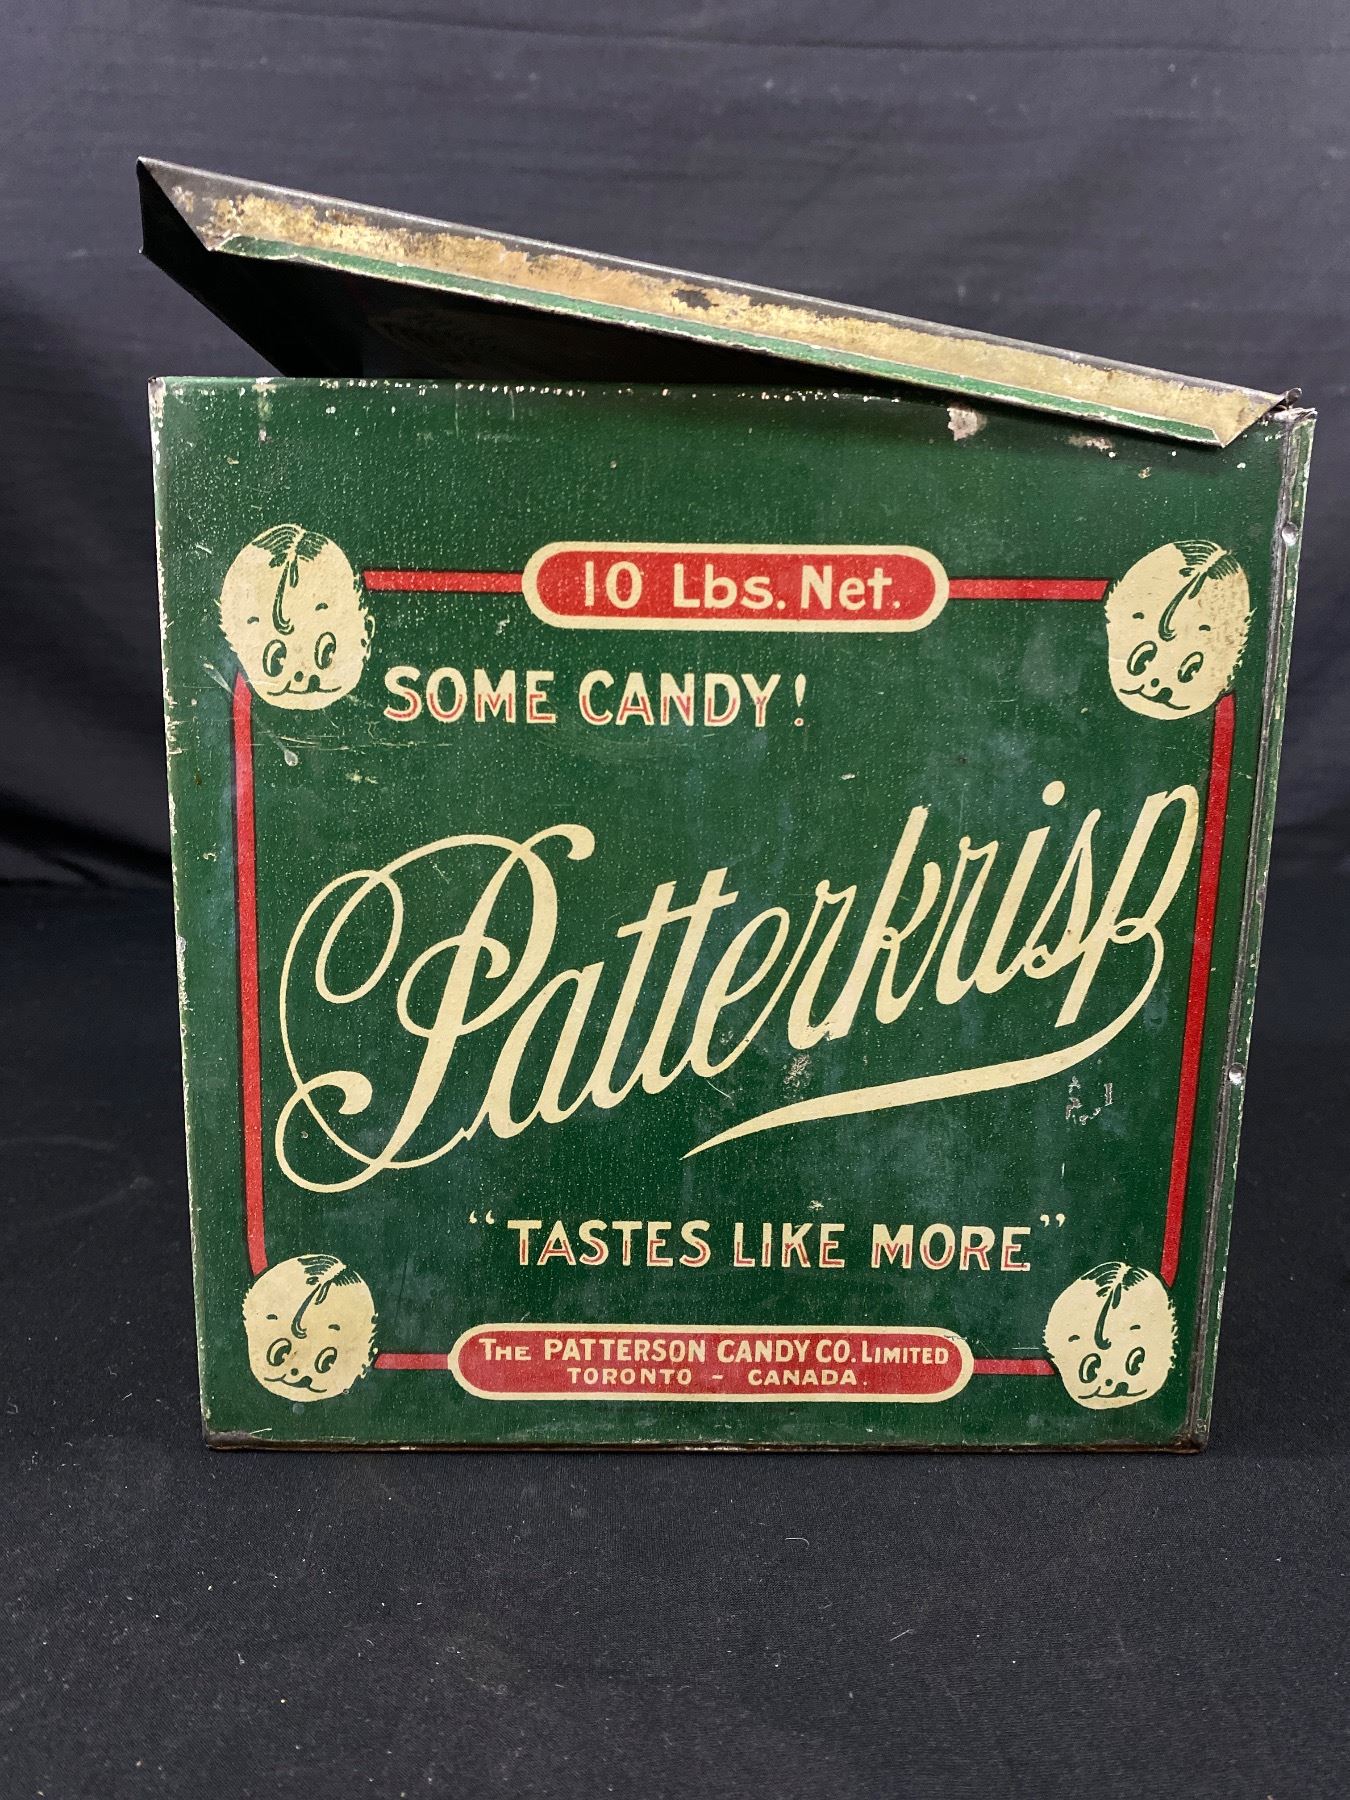 10 Lbs. Net.
SOME CANDY!
Patterkrisp
"TASTES LIKE MORE"
THE PATTERSON CANDY CO. LIMITED
TORONTO - CANADA.